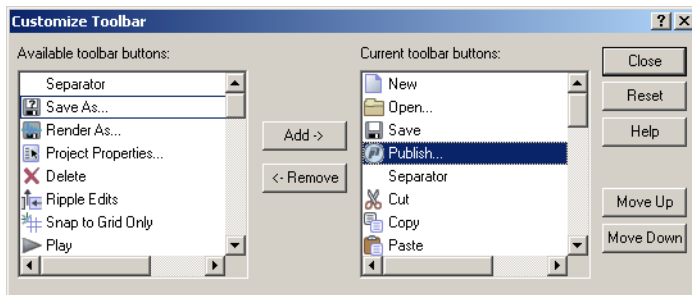 Customize Toolbar
Available toolbar buttons:
Separator
Save As...
Render As...
Project Properties...
Delete
Ripple Edits
Snap to Grid Only
Play
Add ->
<- Remove
Current toolbar buttons:
New
Open...
Save
Publish...
Separator
Cut
Copy
Paste
Close
Reset
Help
Move Up
Move Down